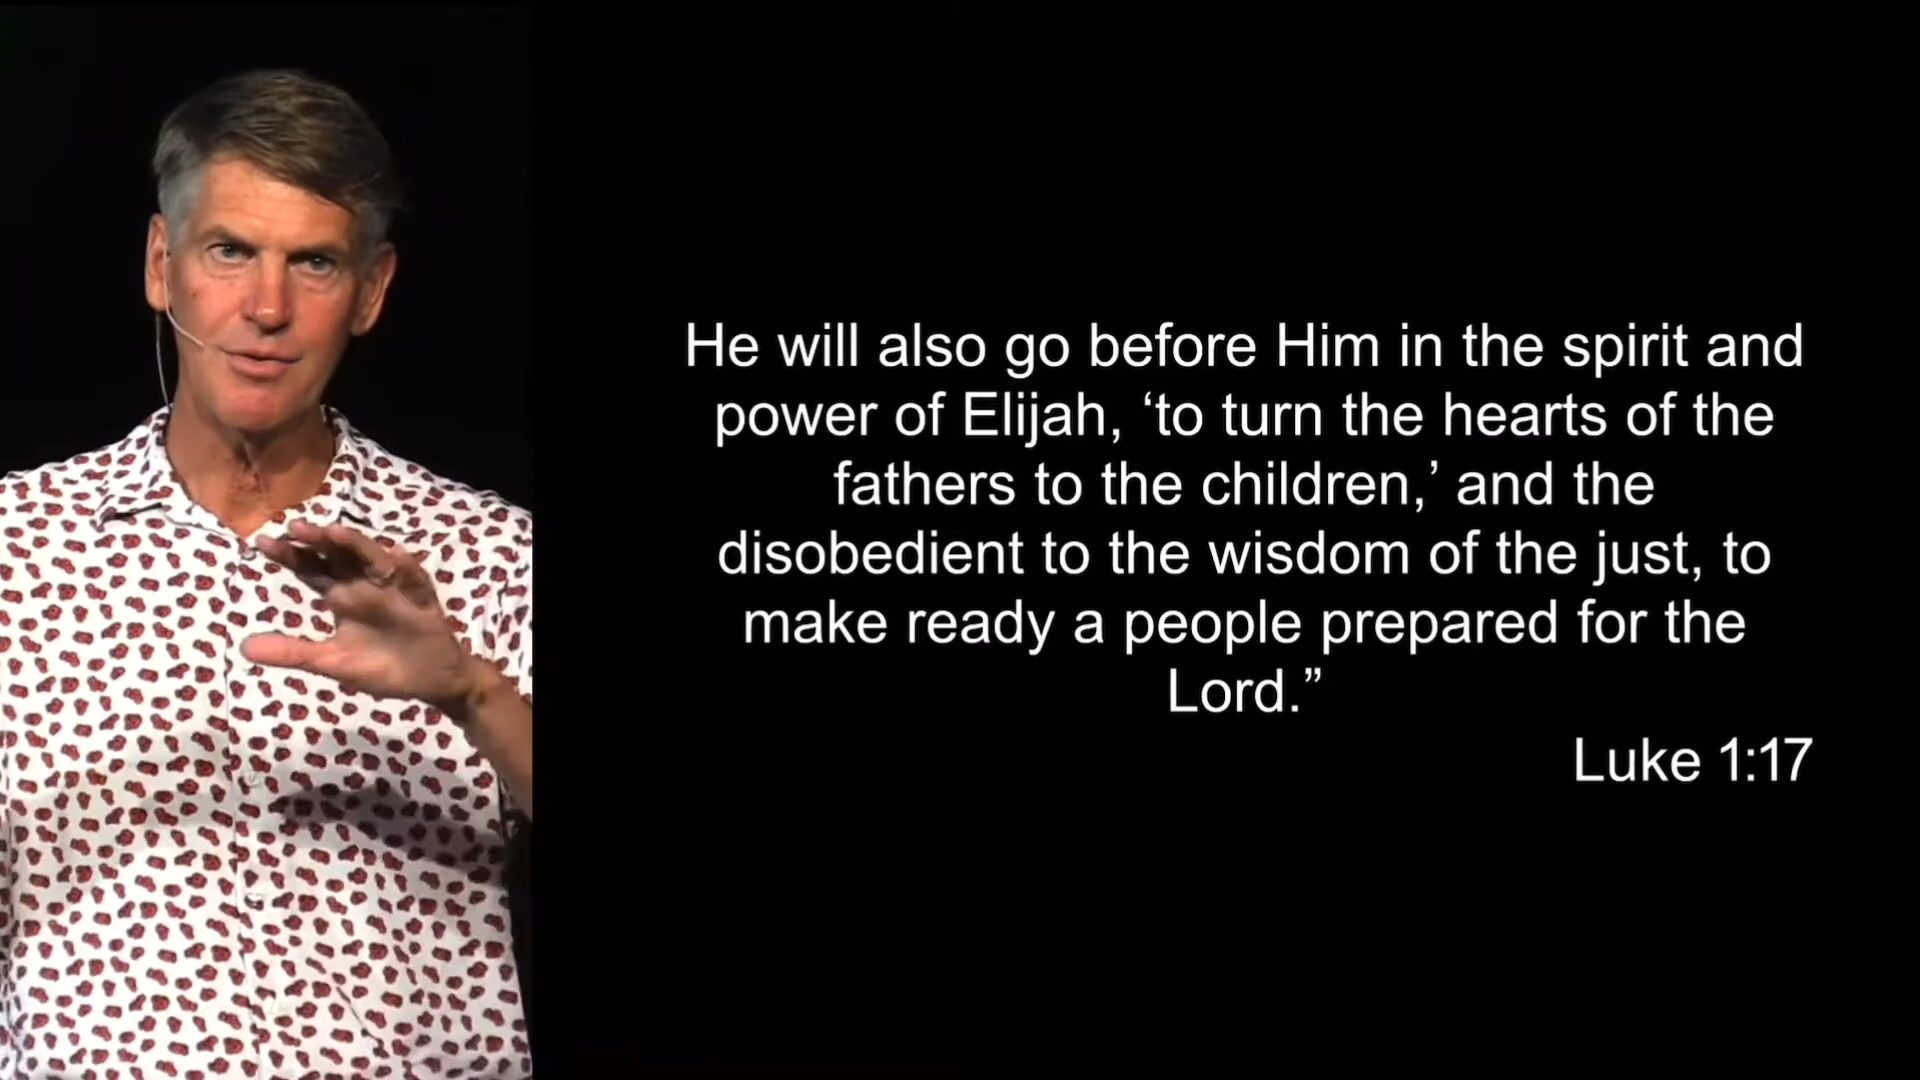 He will also go before Him in the spirit and
power of Elijah, ‘to turn the hearts of the
fathers to the children,’ and the
disobedient to the wisdom of the just, to
make ready a people prepared for the
Lord.”
Luke 1:17